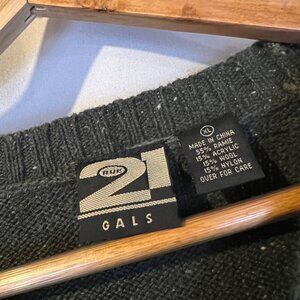 RUE
21
GALS
XL
MADE IN CHINA
55% RAMIE
15% ACRYLIC
15% WOOL
15% NYLON
OVER FOR CARE